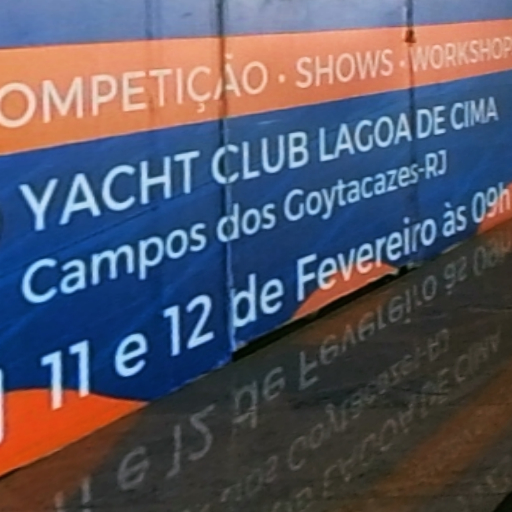 OMPETIÇÃO · SHOWS · WORKSHOP
YACHT CLUB LAGOA DE CIMA
Campos dos Goytacazes-RJ
11 e 12 de Fevereiro às 09h